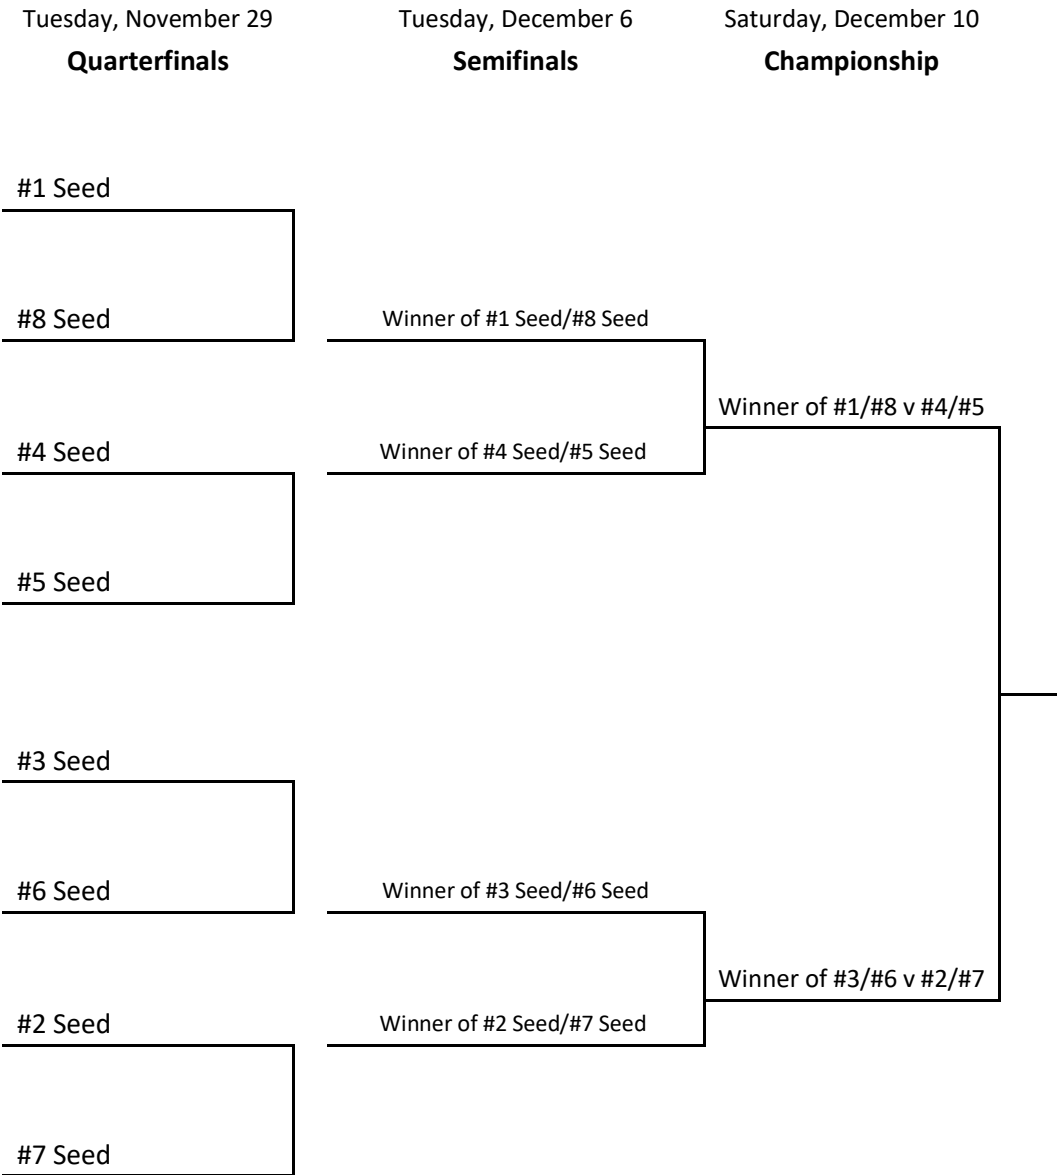 Tuesday, November 29
Tuesday, December 6
Saturday, December 10
Quarterfinals
Semifinals
Championship
#1 Seed
#8 Seed
Winner of #1 Seed/#8 Seed
Winner of #1/#8 v #4/#5
#4 Seed
Winner of #4 Seed/#5 Seed
#5 Seed
#3 Seed
#6 Seed
Winner of #3 Seed/#6 Seed
Winner of #3/#6 v #2/#7
#2 Seed
Winner of #2 Seed/#7 Seed
#7 Seed